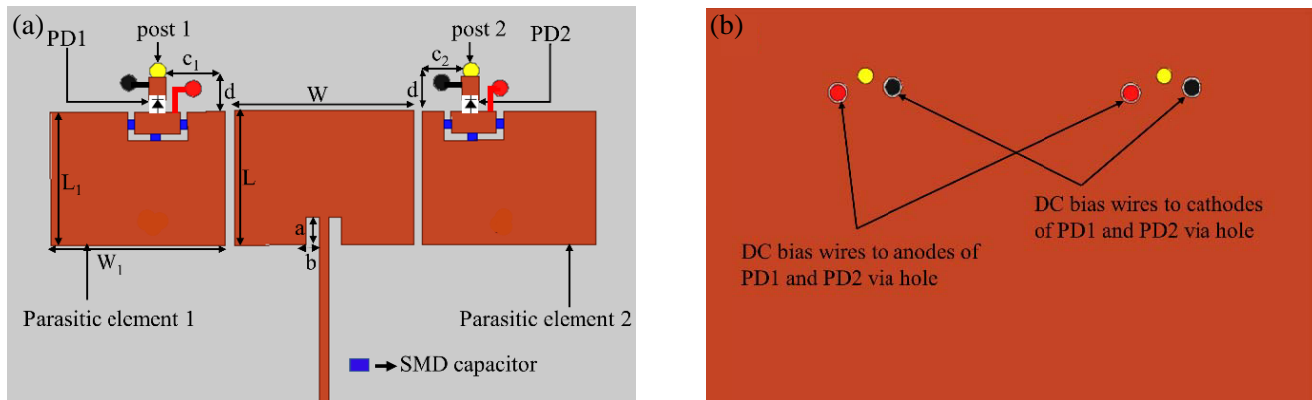 (a)
post 1
PD1
c1
d
W
post 2
PD2
c2
d
L1
L
a
b
W1
Parasitic element 1
Parasitic element 2
SMD capacitor
(b)
DC bias wires to cathodes
of PD1 and PD2 via hole
DC bias wires to anodes of
PD1 and PD2 via hole